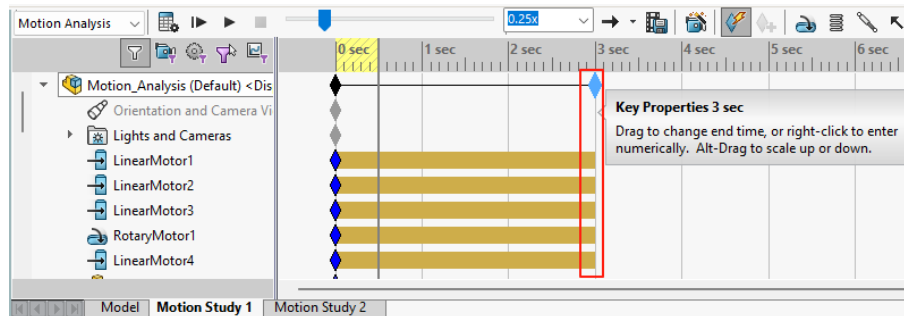 Motion Analysis
0.25x
0 sec 1 sec 2 sec 3 sec 4 sec 5 sec 6 sec
Motion_Analysis (Default) <Dis
Orientation and Camera Vi
Lights and Cameras
LinearMotor1
LinearMotor2
LinearMotor3
RotaryMotor1
LinearMotor4
Key Properties 3 sec
Drag to change end time, or right-click to enter
numerically. Alt-Drag to scale up or down.
Model Motion Study 1 Motion Study 2